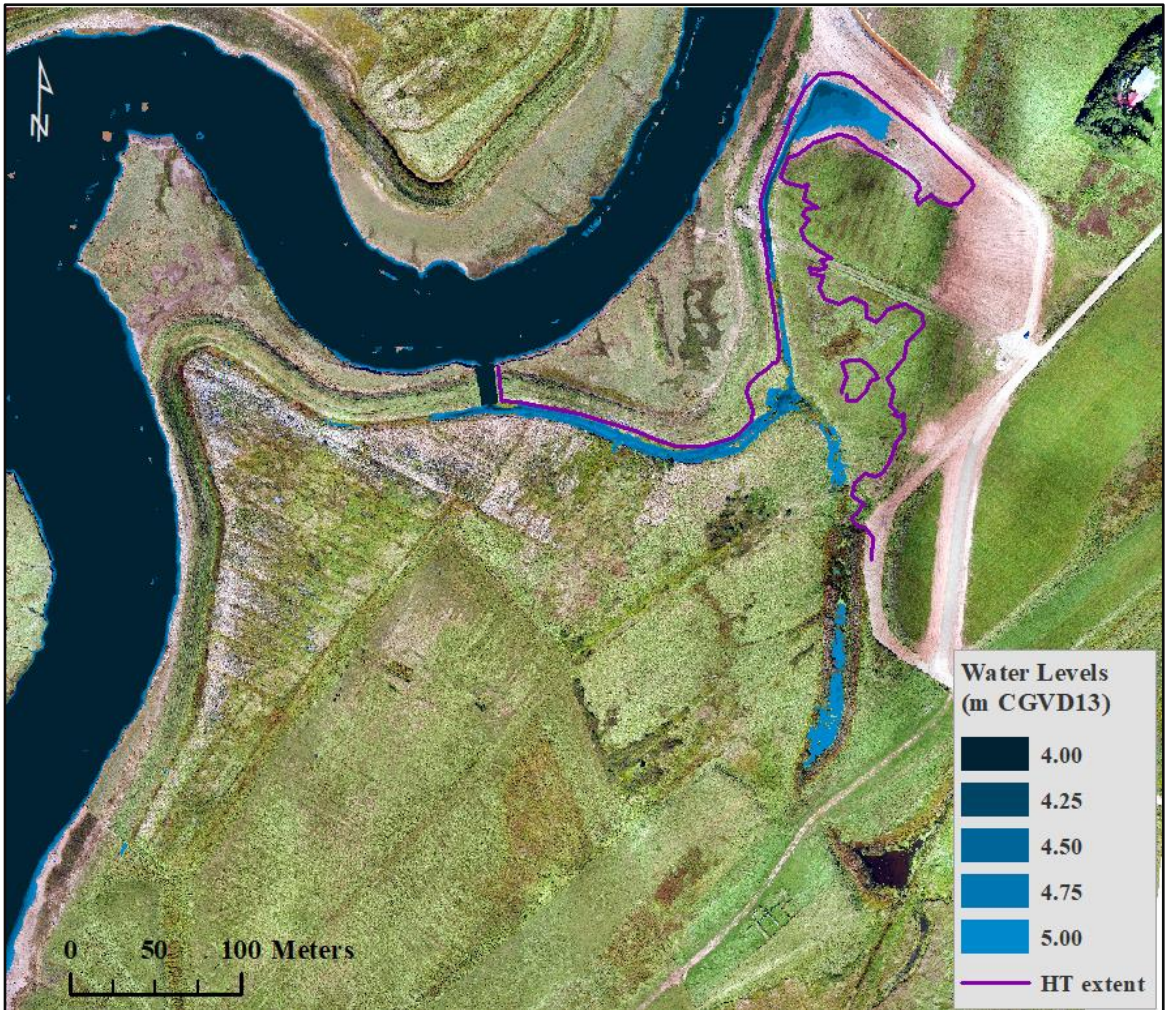 N
Water Levels
(m CGVD13)
4.00
4.25
4.50
4.75
5.00
HT extent
0 50 100 Meters